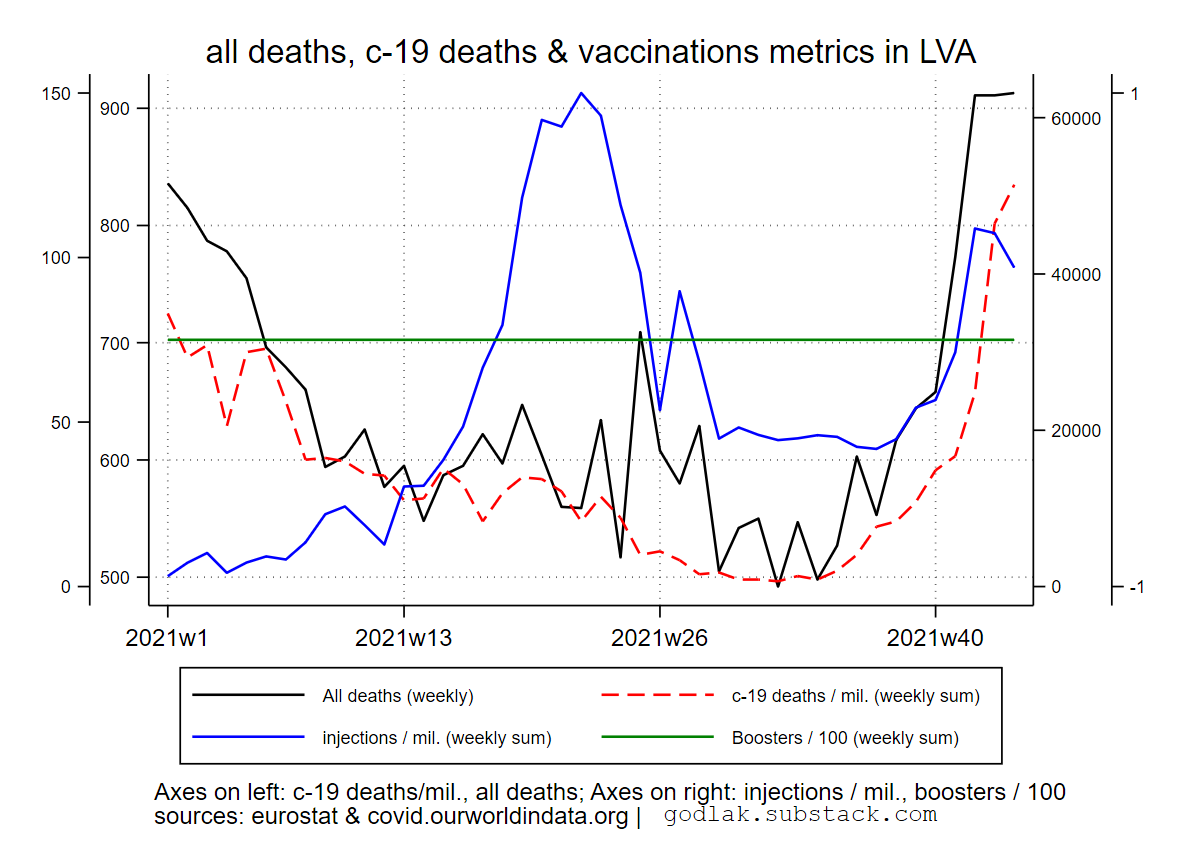 all deaths, c-19 deaths & vaccinations metrics in LVA
150
100
50
0
900
800
700
600
500
60000
40000
20000
0
1
-1
2021w1
2021w13
2021w26
2021w40
All deaths (weekly)
c-19 deaths / mil. (weekly sum)
injections / mil. (weekly sum)
Boosters / 100 (weekly sum)
Axes on left: c-19 deaths/mil., all deaths; Axes on right: injections / mil., boosters / 100
sources: eurostat & covid.ourworldindata.org | godlak.substack.com